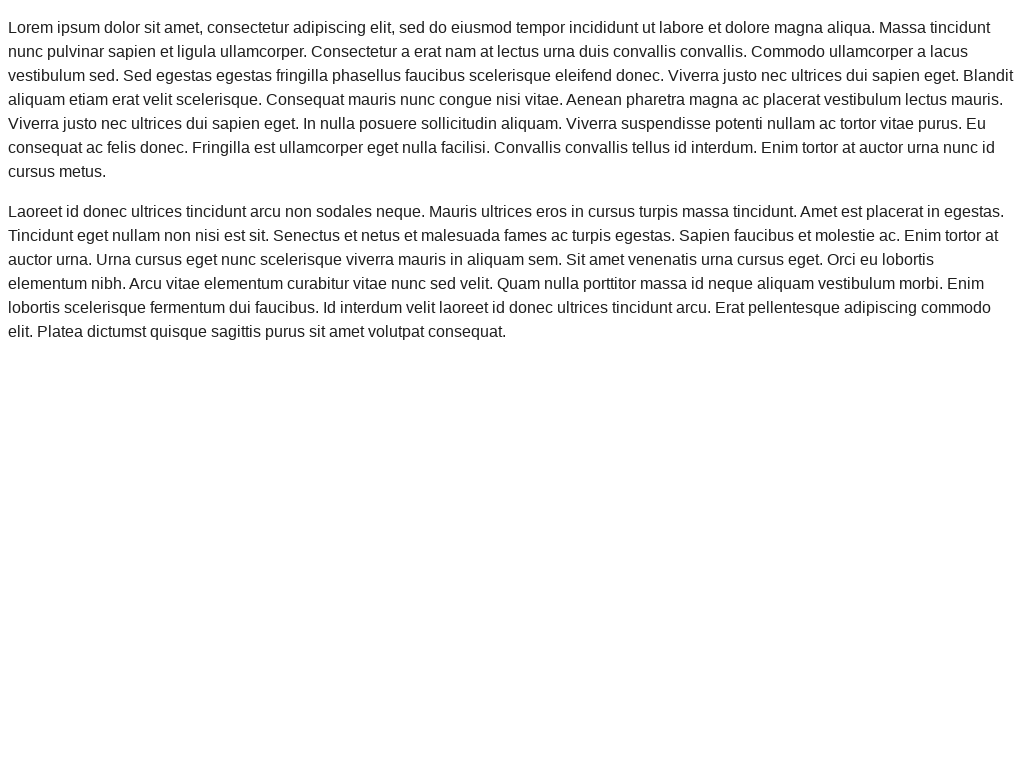 Lorem ipsum dolor sit amet, consectetur adipiscing elit, sed do eiusmod tempor incididunt ut labore et dolore magna aliqua. Massa tincidunt
nunc pulvinar sapien et ligula ullamcorper. Consectetur a erat nam at lectus urna duis convallis convallis. Commodo ullamcorper a lacus
vestibulum sed. Sed egestas egestas fringilla phasellus faucibus scelerisque eleifend donec. Viverra justo nec ultrices dui sapien eget. Blandit
aliquam etiam erat velit scelerisque. Consequat mauris nunc congue nisi vitae. Aenean pharetra magna ac placerat vestibulum lectus mauris.
Viverra justo nec ultrices dui sapien eget. In nulla posuere sollicitudin aliquam. Viverra suspendisse potenti nullam ac tortor vitae purus. Eu
consequat ac felis donec. Fringilla est ullamcorper eget nulla facilisi. Convallis convallis tellus id interdum. Enim tortor at auctor urna nunc id
cursus metus.
Laoreet id donec ultrices tincidunt arcu non sodales neque. Mauris ultrices eros in cursus turpis massa tincidunt. Amet est placerat in egestas.
Tincidunt eget nullam non nisi est sit. Senectus et netus et malesuada fames ac turpis egestas. Sapien faucibus et molestie ac. Enim tortor at
auctor urna. Urna cursus eget nunc scelerisque viverra mauris in aliquam sem. Sit amet venenatis urna cursus eget. Orci eu lobortis
elementum nibh. Arcu vitae elementum curabitur vitae nunc sed velit. Quam nulla porttitor massa id neque aliquam vestibulum morbi. Enim
lobortis scelerisque fermentum dui faucibus. Id interdum velit laoreet id donec ultrices tincidunt arcu. Erat pellentesque adipiscing commodo
elit. Platea dictumst quisque sagittis purus sit amet volutpat consequat.